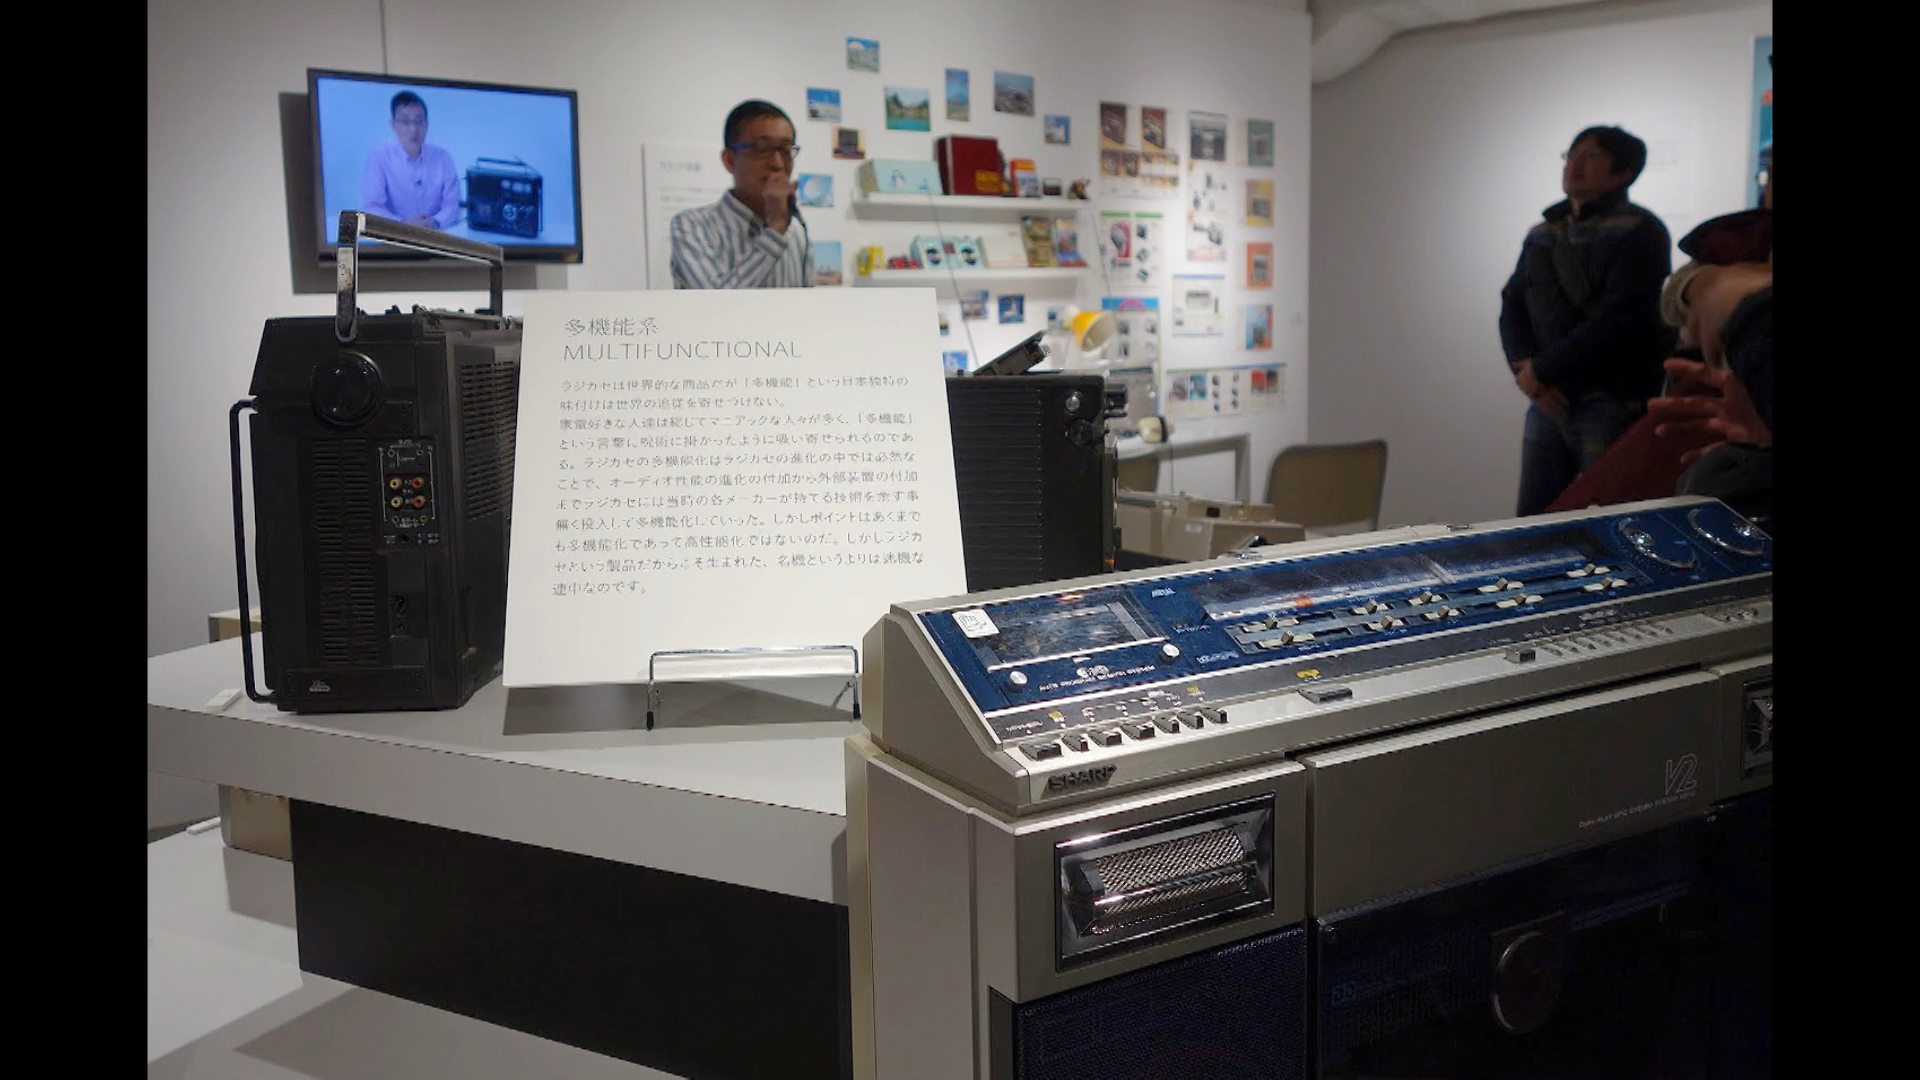 多機能系
MULTIFUNCTIONAL
ラジカセは世界的な商品だが「多機能」という日本独特の
味付けは世界の追従を寄せつけない。
家電好きな人達は総じてマニアックな人々が多く、「多機能」
という言葉に呪術に掛かったように吸い寄せられるのであ
る。ラジカセの多機能化はラジカセの進化の中では必然な
ことで、オーディオ性能の進化の付加から外部装置の付加
までラジカセには当時の各メーカーが持てる技術を余す事
無く投入して多機能化していった。しかしポイントはあくまで
も多機能化であって高性能化ではないのだ。しかしラジカ
セという製品だからこそ生まれた、名機というよりは迷機な
連中なのです。
METAL
SHARP
V2